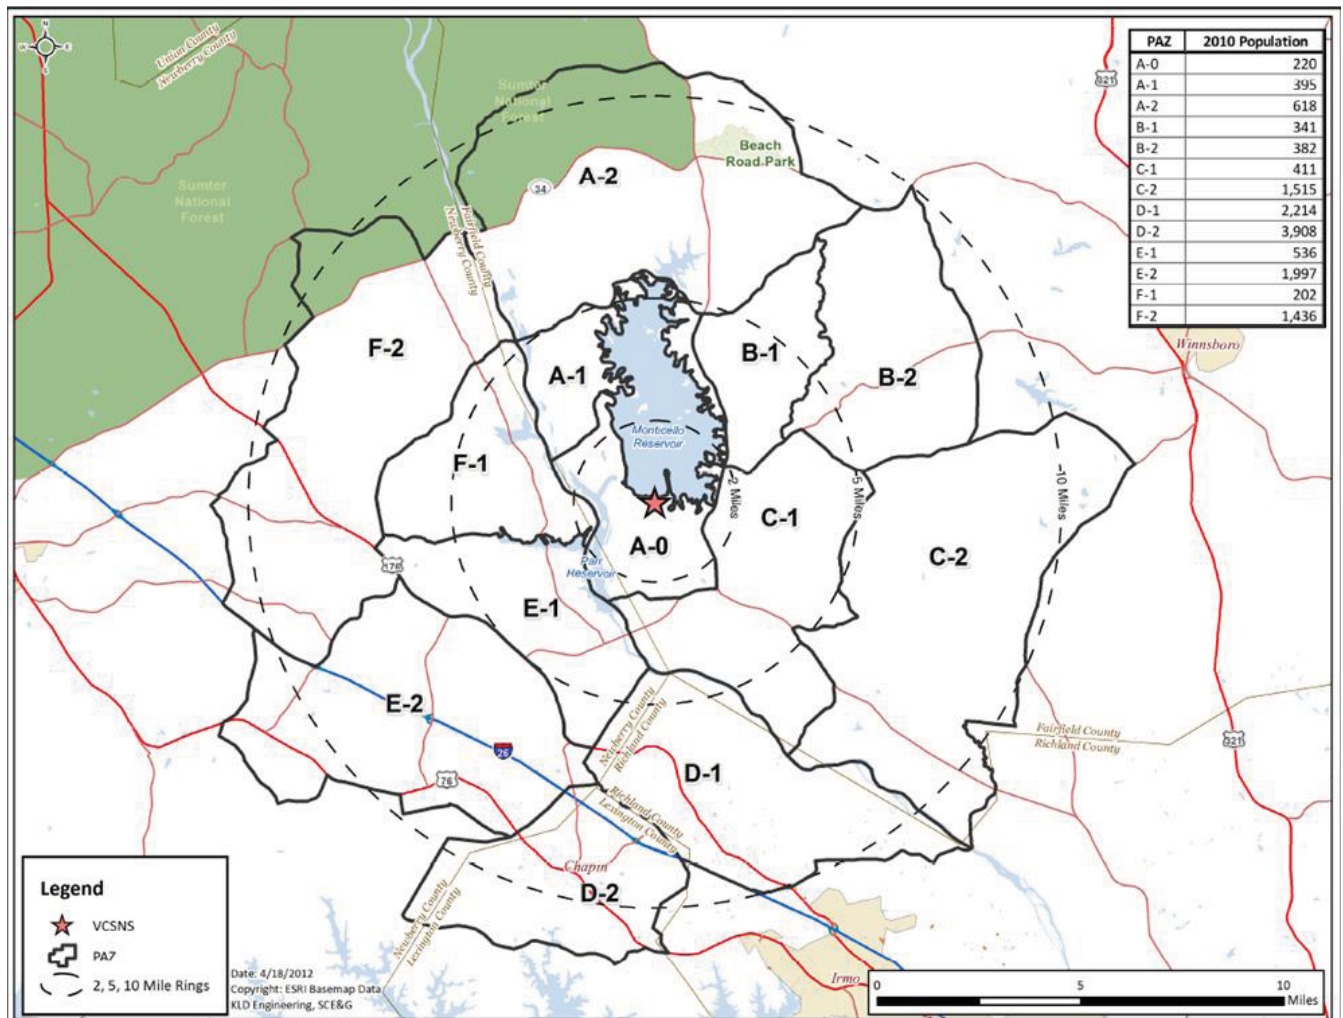 N
W
E
S
Union County
Newberry County
Sumter
National
Forest
Sumter
National
Forest
321
PAZ 2010 Population
A-0 220
A-1 395
A-2 618
B-1 341
B-2 382
C-1 411
C-2 1,515
D-1 2,214
D-2 3,908
E-1 536
E-2 1,997
F-1 202
F-2 1,436
Beach
Road Park
A-2
34
Fairfield County
Newberry County
Winnsboro
F-2
A-1
B-1
B-2
Monticello
Reservoir
F-1
2 Miles
5 Miles
10 Miles
C-1
A-0
C-2
176
Parr
Reservoir
E-1
E-2
Newberry County
Richland County
Fairfield County
Richland County
321
26
76
D-1
Richland County
Lexington County
Chapin
D-2
Newberry County
Lexington County
Irmo
Legend
VCSNS
PAZ
2, 5, 10 Mile Rings
Date: 4/18/2012
Copyright: ESRI Basemap Data
KLD Engineering, SCE&G
0 5 10
Miles